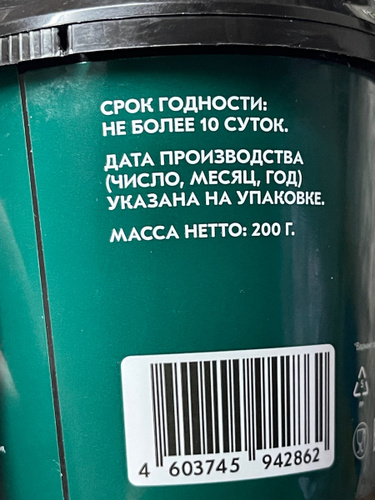 СРОК ГОДНОСТИ:
НЕ БОЛЕЕ 10 СУТОК.
ДАТА ПРОИЗВОДСТВА
(ЧИСЛО, МЕСЯЦ, ГОД)
УКАЗАНА НА УПАКОВКЕ.
МАССА НЕТТО: 200 Г.
4 603745 942862